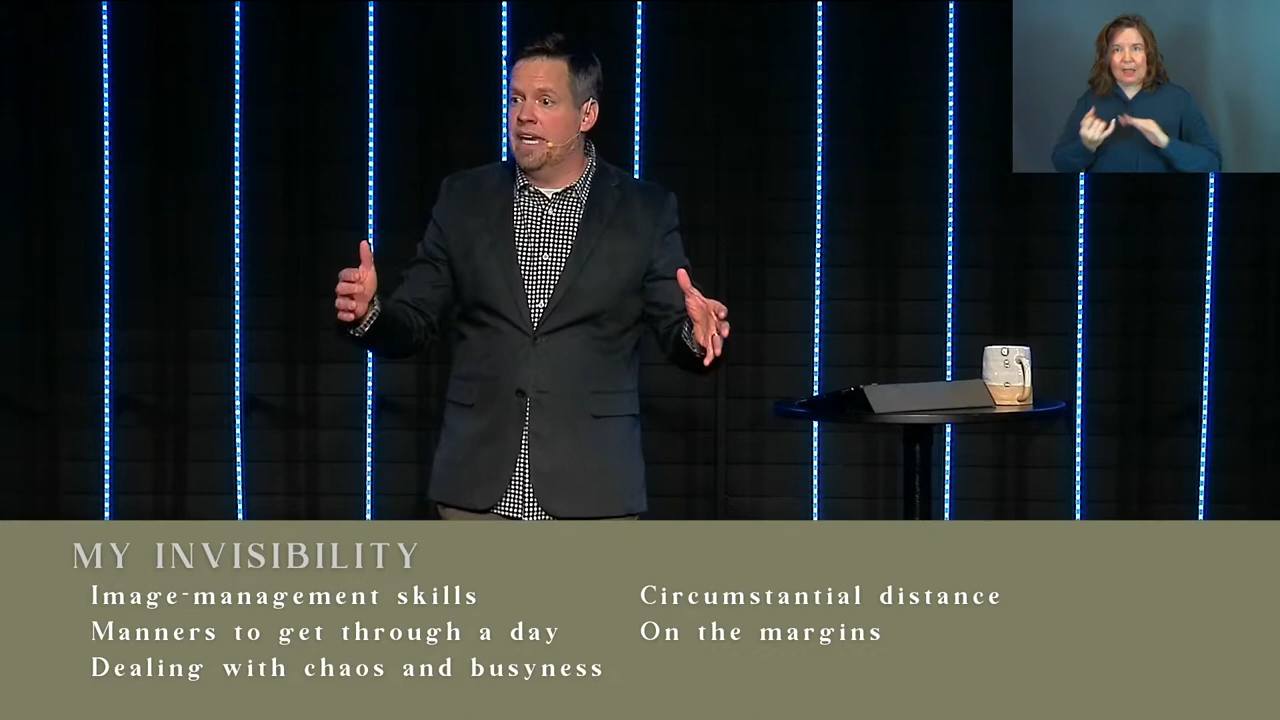 MY INVISIBILITY
Image-management skills
Manners to get through a day
Dealing with chaos and busyness
Circumstantial distance
On the margins